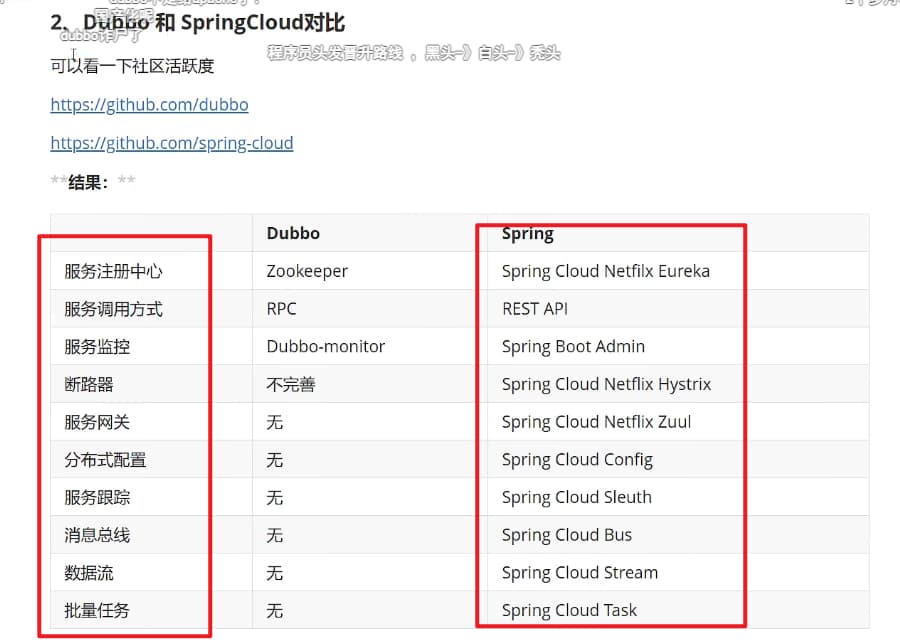 2、Dubbo 和 SpringCloud对比
国产化呢
dubbo诈尸了
程序员头发晋升路线 ，黑头-》白头-》秃头
可以看一下社区活跃度
https://github.com/dubbo
https://github.com/spring-cloud
**结果：**
Dubbo Spring
服务注册中心 Zookeeper Spring Cloud Netfilx Eureka
服务调用方式 RPC REST API
服务监控 Dubbo-monitor Spring Boot Admin
断路器 不完善 Spring Cloud Netflix Hystrix
服务网关 无 Spring Cloud Netflix Zuul
分布式配置 无 Spring Cloud Config
服务跟踪 无 Spring Cloud Sleuth
消息总线 无 Spring Cloud Bus
数据流 无 Spring Cloud Stream
批量任务 无 Spring Cloud Task